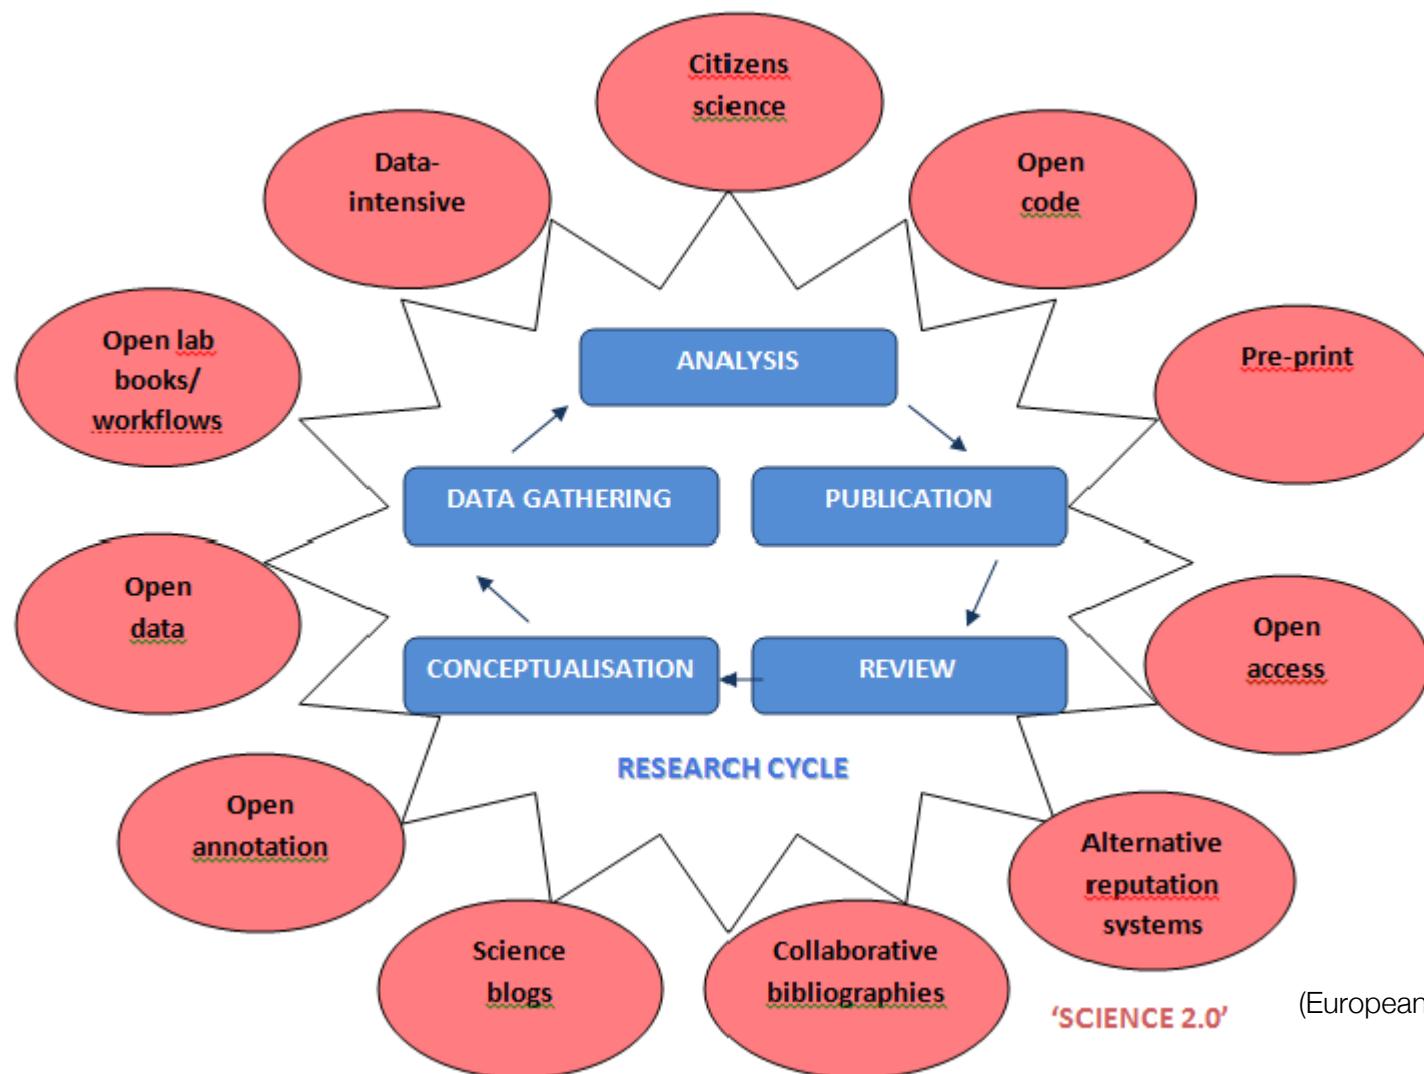 Citizens
science
Data-
intensive
Open
code
Open lab
books/
workflows
ANALYSIS
Pre-print
DATA GATHERING
PUBLICATION
Open
data
CONCEPTUALISATION
REVIEW
Open
access
RESEARCH CYCLE
Open
annotation
Alternative
reputation
systems
Science
blogs
Collaborative
bibliographies
'SCIENCE 2.0'
(European